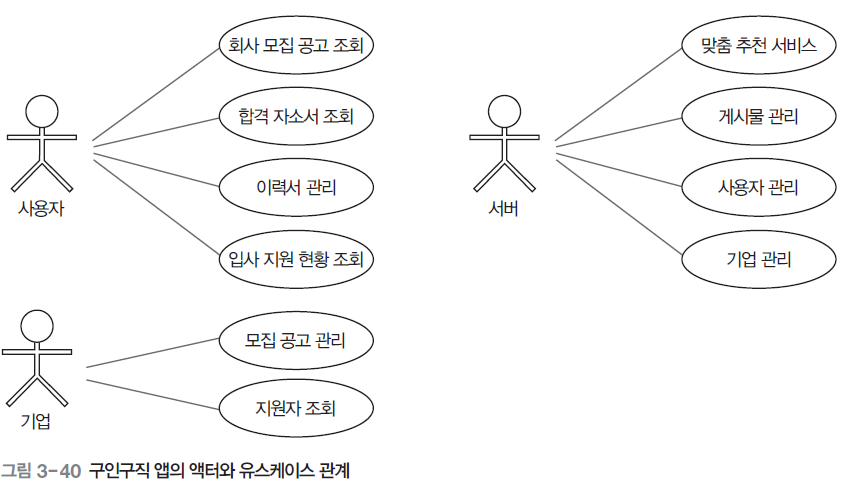 회사 모집 공고 조회
합격 자소서 조회
이력서 관리
입사 지원 현황 조회
사용자
맞춤 추천 서비스
게시물 관리
사용자 관리
기업 관리
서버
모집 공고 관리
지원자 조회
기업
그림 3-40 구인구직 앱의 액터와 유스케이스 관계